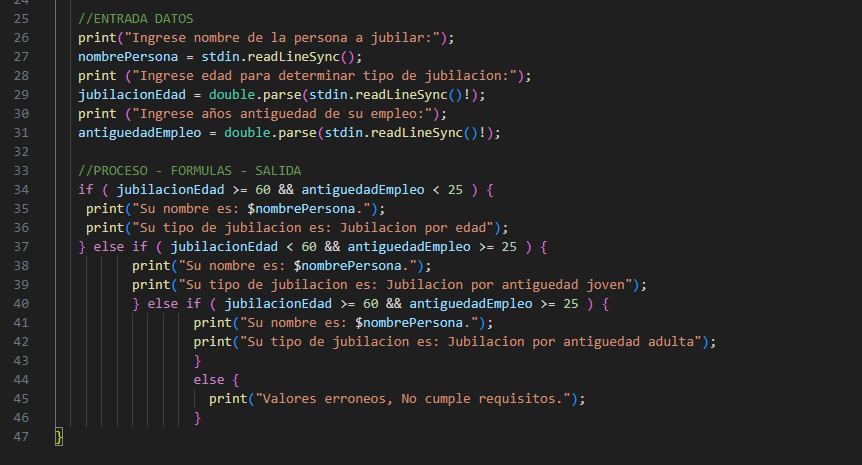 25 //ENTRADA DATOS
26 print("Ingrese nombre de la persona a jubilar:");
27 nombrePersona = stdin.readLineSync();
28 print ("Ingrese edad para determinar tipo de jubilacion:");
29 jubilacionEdad = double.parse(stdin.readLineSync()!);
30 print ("Ingrese años antiguedad de su empleo:");
31 antiguedadEmpleo = double.parse(stdin.readLineSync()!);
32
33 //PROCESO - FORMULAS - SALIDA
34 if ( jubilacionEdad >= 60 && antiguedadEmpleo < 25 ) {
35 print("Su nombre es: $nombrePersona.");
36 print("Su tipo de jubilacion es: Jubilacion por edad");
37 } else if ( jubilacionEdad < 60 && antiguedadEmpleo >= 25 ) {
38 print("Su nombre es: $nombrePersona.");
39 print("Su tipo de jubilacion es: Jubilacion por antiguedad joven");
40 } else if ( jubilacionEdad >= 60 && antiguedadEmpleo >= 25 ) {
41 print("Su nombre es: $nombrePersona.");
42 print("Su tipo de jubilacion es: Jubilacion por antiguedad adulta");
43 }
44 else {
45 print("Valores erroneos, No cumple requisitos.");
46 }
47 }